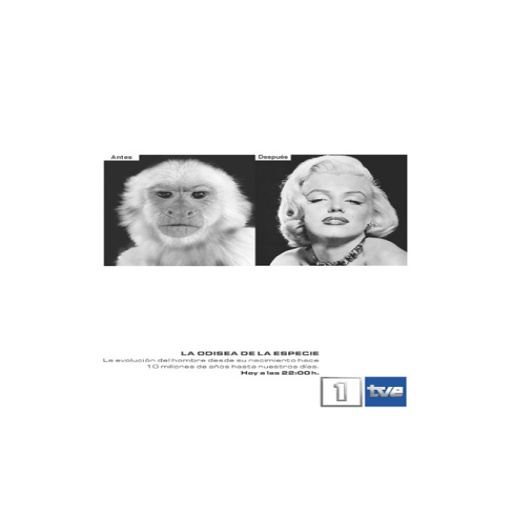 Antes
Después
LA ODISEA DE LA ESPECIE
La evolución del hombre desde su nacimiento hace
10 millones de años hasta nuestros días.
Hoy a las 22:00 h.
1 tve